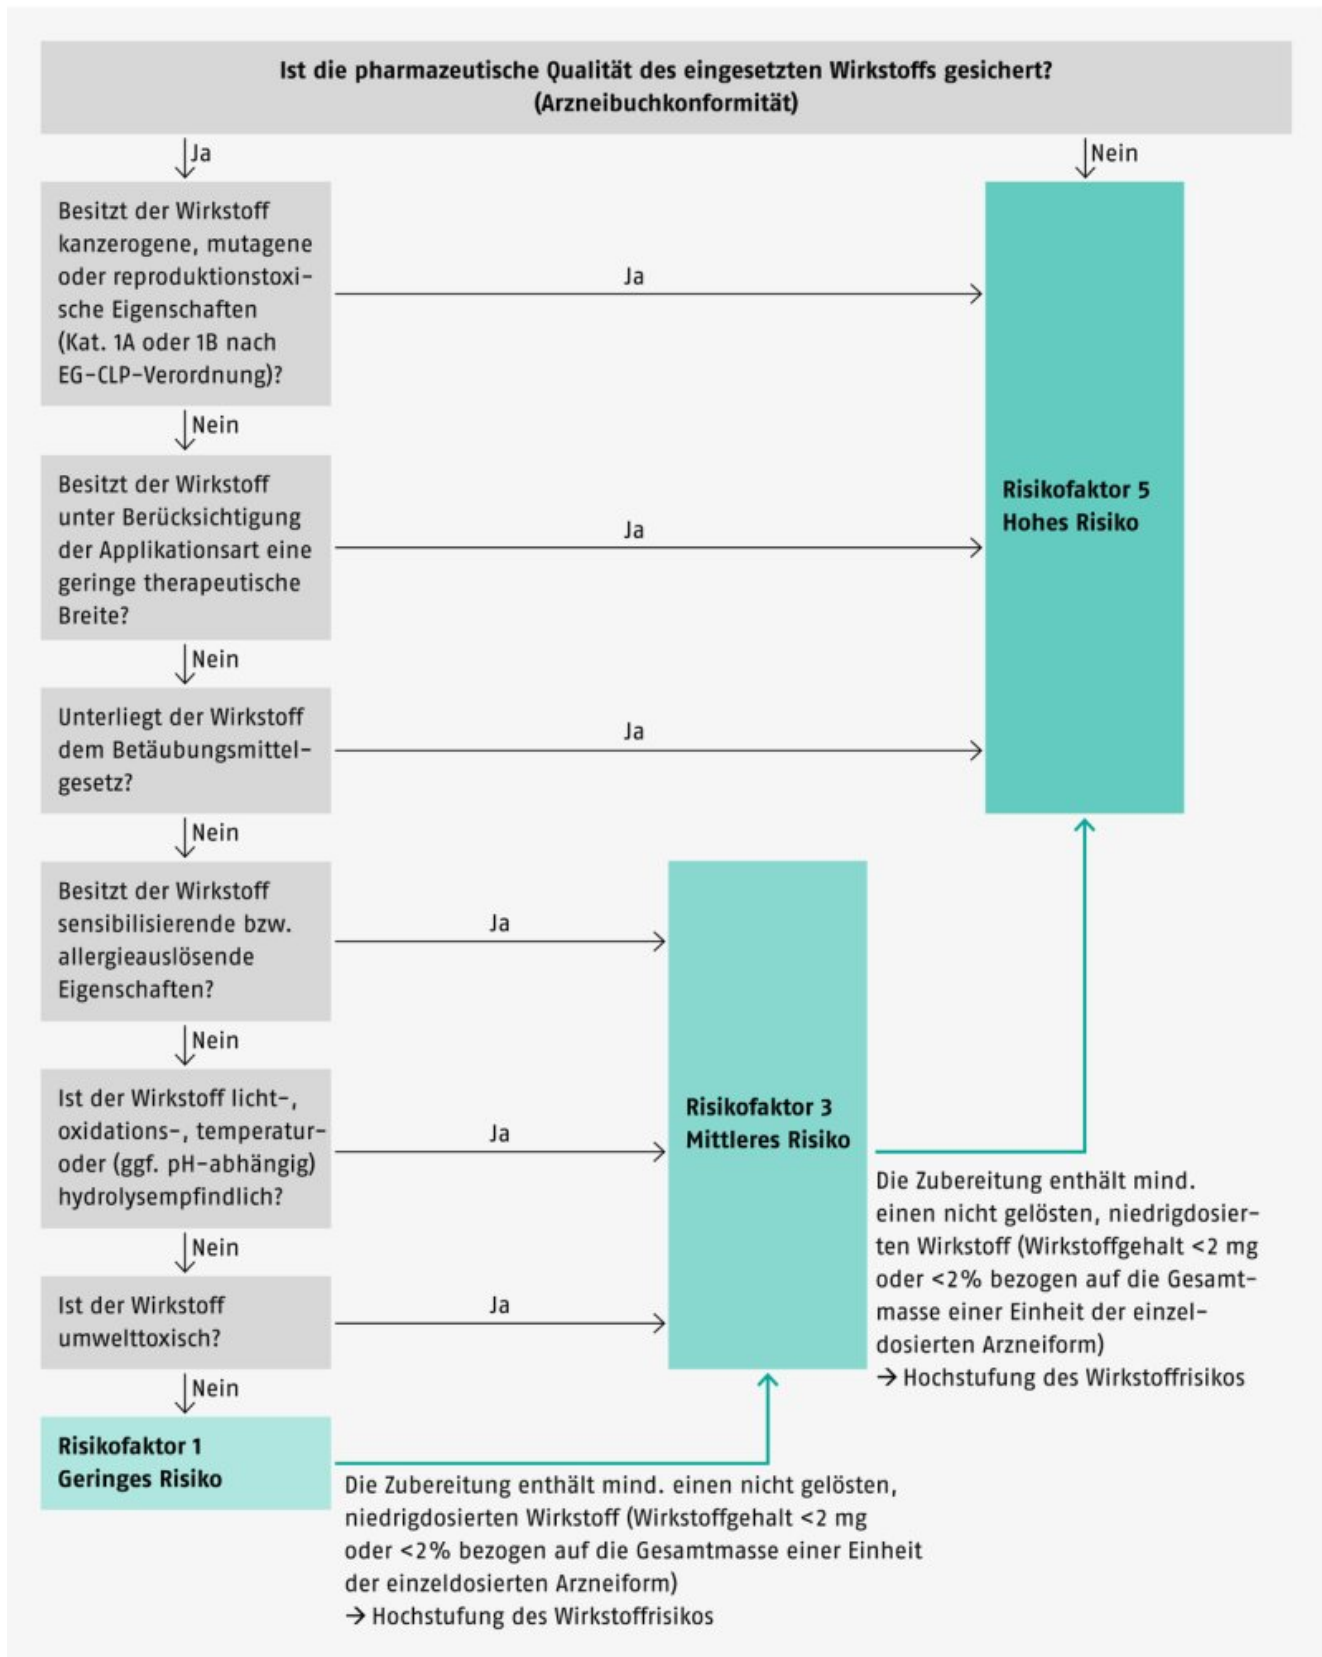 Ist die pharmazeutische Qualität des eingesetzten Wirkstoffs gesichert?
(Arzneibuchkonformität)
Ja
Nein
Besitzt der Wirkstoff
kanzerogene, mutagene
oder reproduktionstoxi-
sche Eigenschaften
(Kat. 1A oder 1B nach
EG-CLP-Verordnung)?
Ja
Nein
Besitzt der Wirkstoff
unter Berücksichtigung
der Applikationsart eine
geringe therapeutische
Breite?
Ja
Risikofaktor 5
Hohes Risiko
Nein
Unterliegt der Wirkstoff
dem Betäubungsmittel-
gesetz?
Ja
Nein
Besitzt der Wirkstoff
sensibilisierende bzw.
allergieauslösende
Eigenschaften?
Ja
Nein
Ist der Wirkstoff licht-,
oxidations-, temperatur-
oder (ggf. pH-abhängig)
hydrolysempfindlich?
Ja
Risikofaktor 3
Mittleres Risiko
Die Zubereitung enthält mind.
einen nicht gelösten, niedrigdosier-
ten Wirkstoff (Wirkstoffgehalt <2 mg
oder <2% bezogen auf die Gesamt-
masse einer Einheit der einzel-
dosierten Arzneiform)
→ Hochstufung des Wirkstoffrisikos
Nein
Ist der Wirkstoff
umwelttoxisch?
Ja
Nein
Risikofaktor 1
Geringes Risiko
Die Zubereitung enthält mind. einen nicht gelösten,
niedrigdosierten Wirkstoff (Wirkstoffgehalt <2 mg
oder <2% bezogen auf die Gesamtmasse einer Einheit
der einzeldosierten Arzneiform)
→ Hochstufung des Wirkstoffrisikos